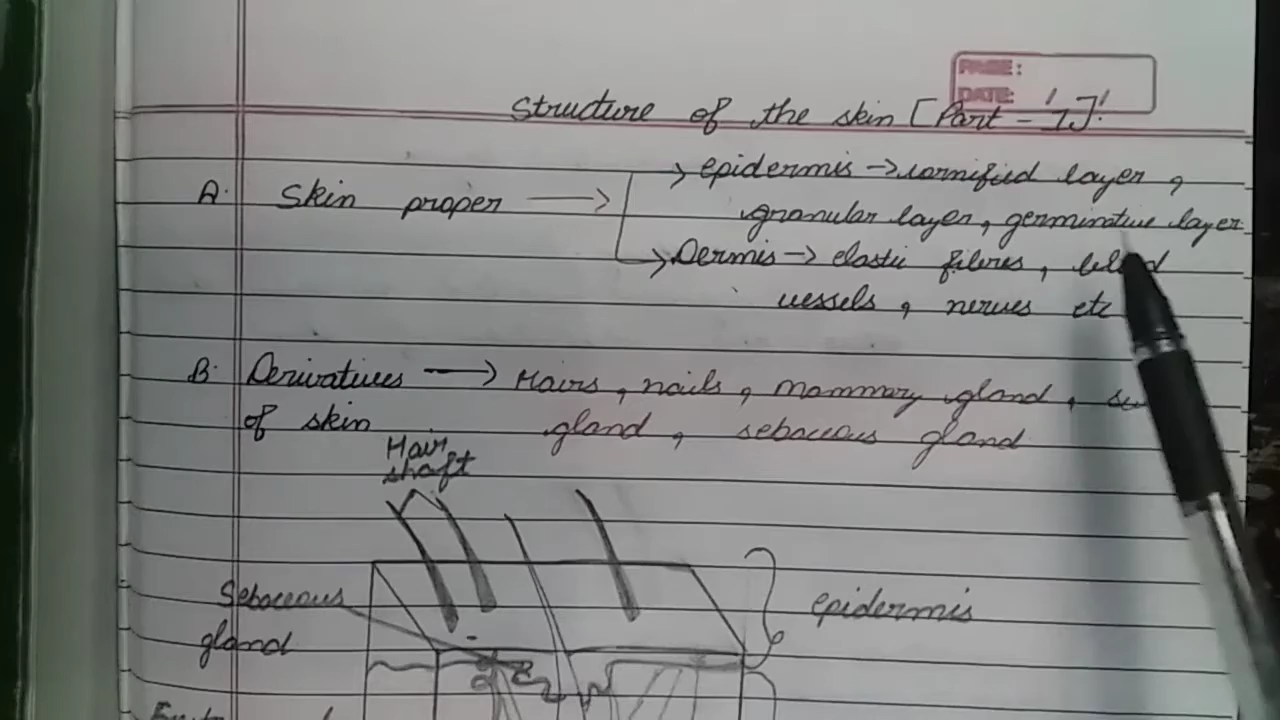 PAGE:
DATE:
Structure of the skin [Part - I]:
A. Skin proper → epidermis → cornified layer,
granular layer, germinative layer
Dermis → elastic fibres, blood
vessels, nerves etc
B. Derivatives → Hairs, nails, mammary gland,
of skin gland, sebaceous gland
Hair
shaft
Sebaceous
gland
epidermis